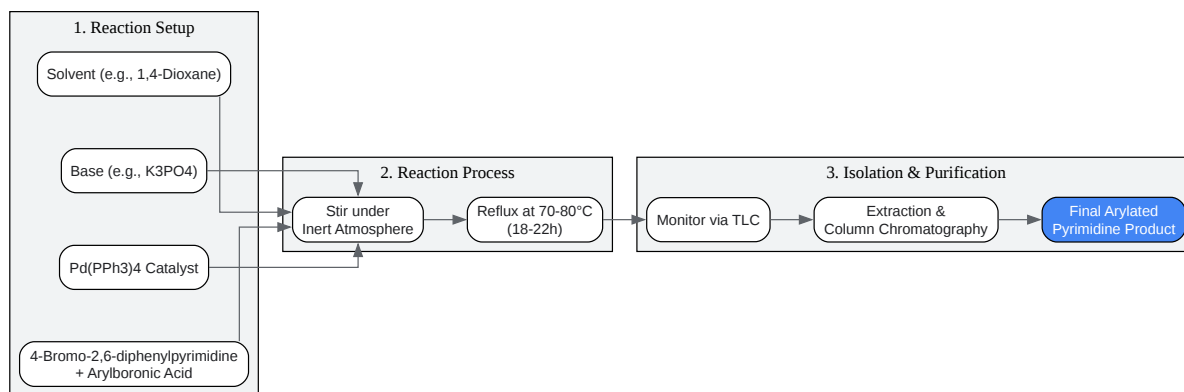 1. Reaction Setup
Solvent (e.g., 1,4-Dioxane)
Base (e.g., K3PO4)
Pd(PPh3)4 Catalyst
4-Bromo-2,6-diphenylpyrimidine
+ Arylboronic Acid
2. Reaction Process
Stir under
Inert Atmosphere
Reflux at 70-80°C
(18-22h)
3. Isolation & Purification
Monitor via TLC
Extraction &
Column Chromatography
Final Arylated
Pyrimidine Product